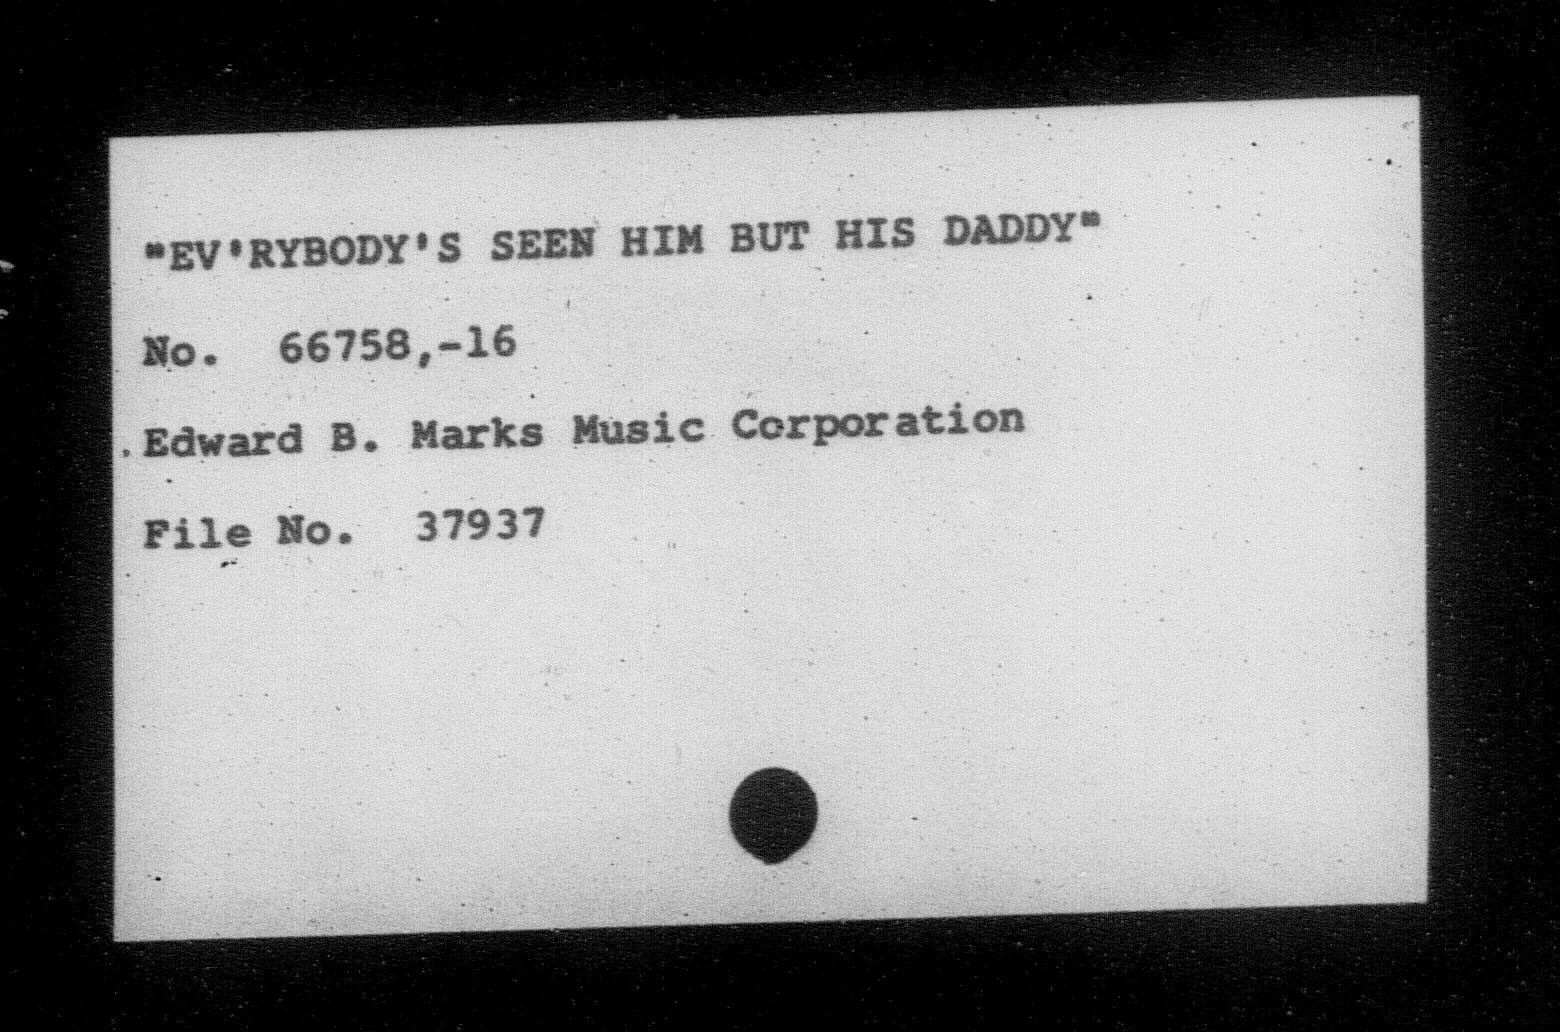 "EV'RYBODY'S SEEN HIM BUT HIS DADDY"
No. 66758,-16
Edward B. Marks Music Corporation
File No. 37937